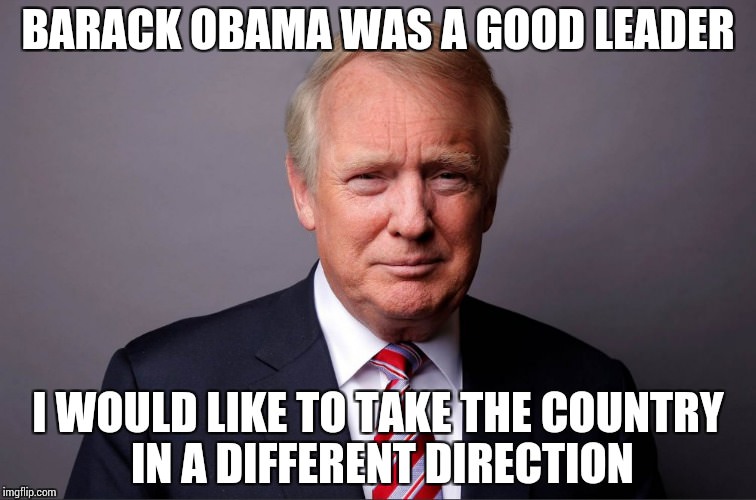 BARACK OBAMA WAS A GOOD LEADER
I WOULD LIKE TO TAKE THE COUNTRY
IN A DIFFERENT DIRECTION
imgflip.com